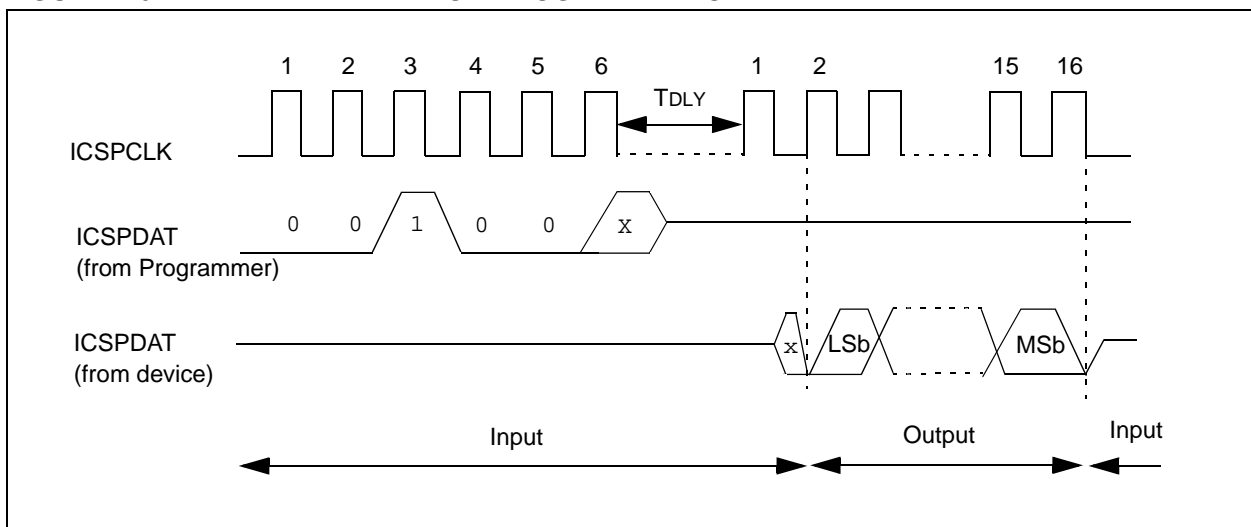 1 2 3 4 5 6 1 2 15 16
TDLY
ICSPCLK
0 0 1 0 0 x
ICSPDAT
(from Programmer)
ICSPDAT
(from device)
x LSb MSb
Input Output Input